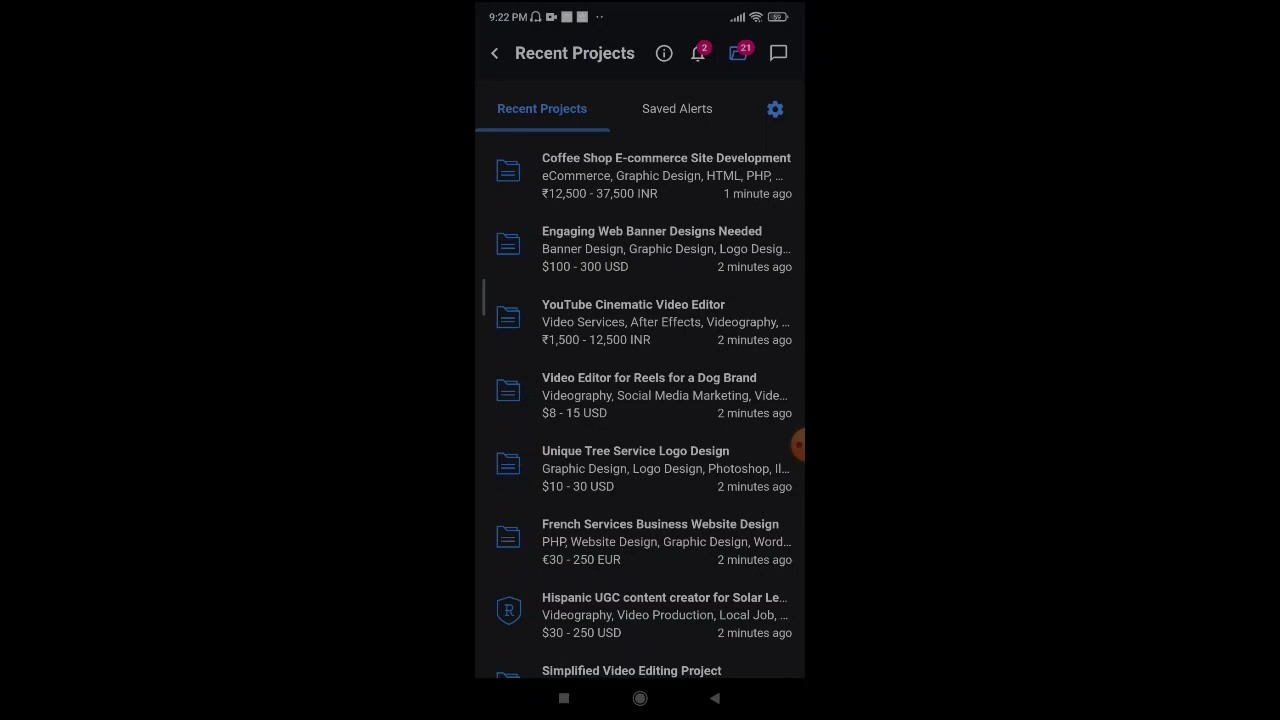 9:22 PM
59
Recent Projects
2
21
Recent Projects
Saved Alerts
Coffee Shop E-commerce Site Development
eCommerce, Graphic Design, HTML, PHP, ...
₹12,500 - 37,500 INR
1 minute ago
Engaging Web Banner Designs Needed
Banner Design, Graphic Design, Logo Desig...
$100 - 300 USD
2 minutes ago
YouTube Cinematic Video Editor
Video Services, After Effects, Videography, ...
₹1,500 - 12,500 INR
2 minutes ago
Video Editor for Reels for a Dog Brand
Videography, Social Media Marketing, Vide...
$8 - 15 USD
2 minutes ago
Unique Tree Service Logo Design
Graphic Design, Logo Design, Photoshop, Il...
$10 - 30 USD
2 minutes ago
French Services Business Website Design
PHP, Website Design, Graphic Design, Word...
€30 - 250 EUR
2 minutes ago
R
Hispanic UGC content creator for Solar Le...
Videography, Video Production, Local Job, ...
$30 - 250 USD
2 minutes ago
Simplified Video Editing Project